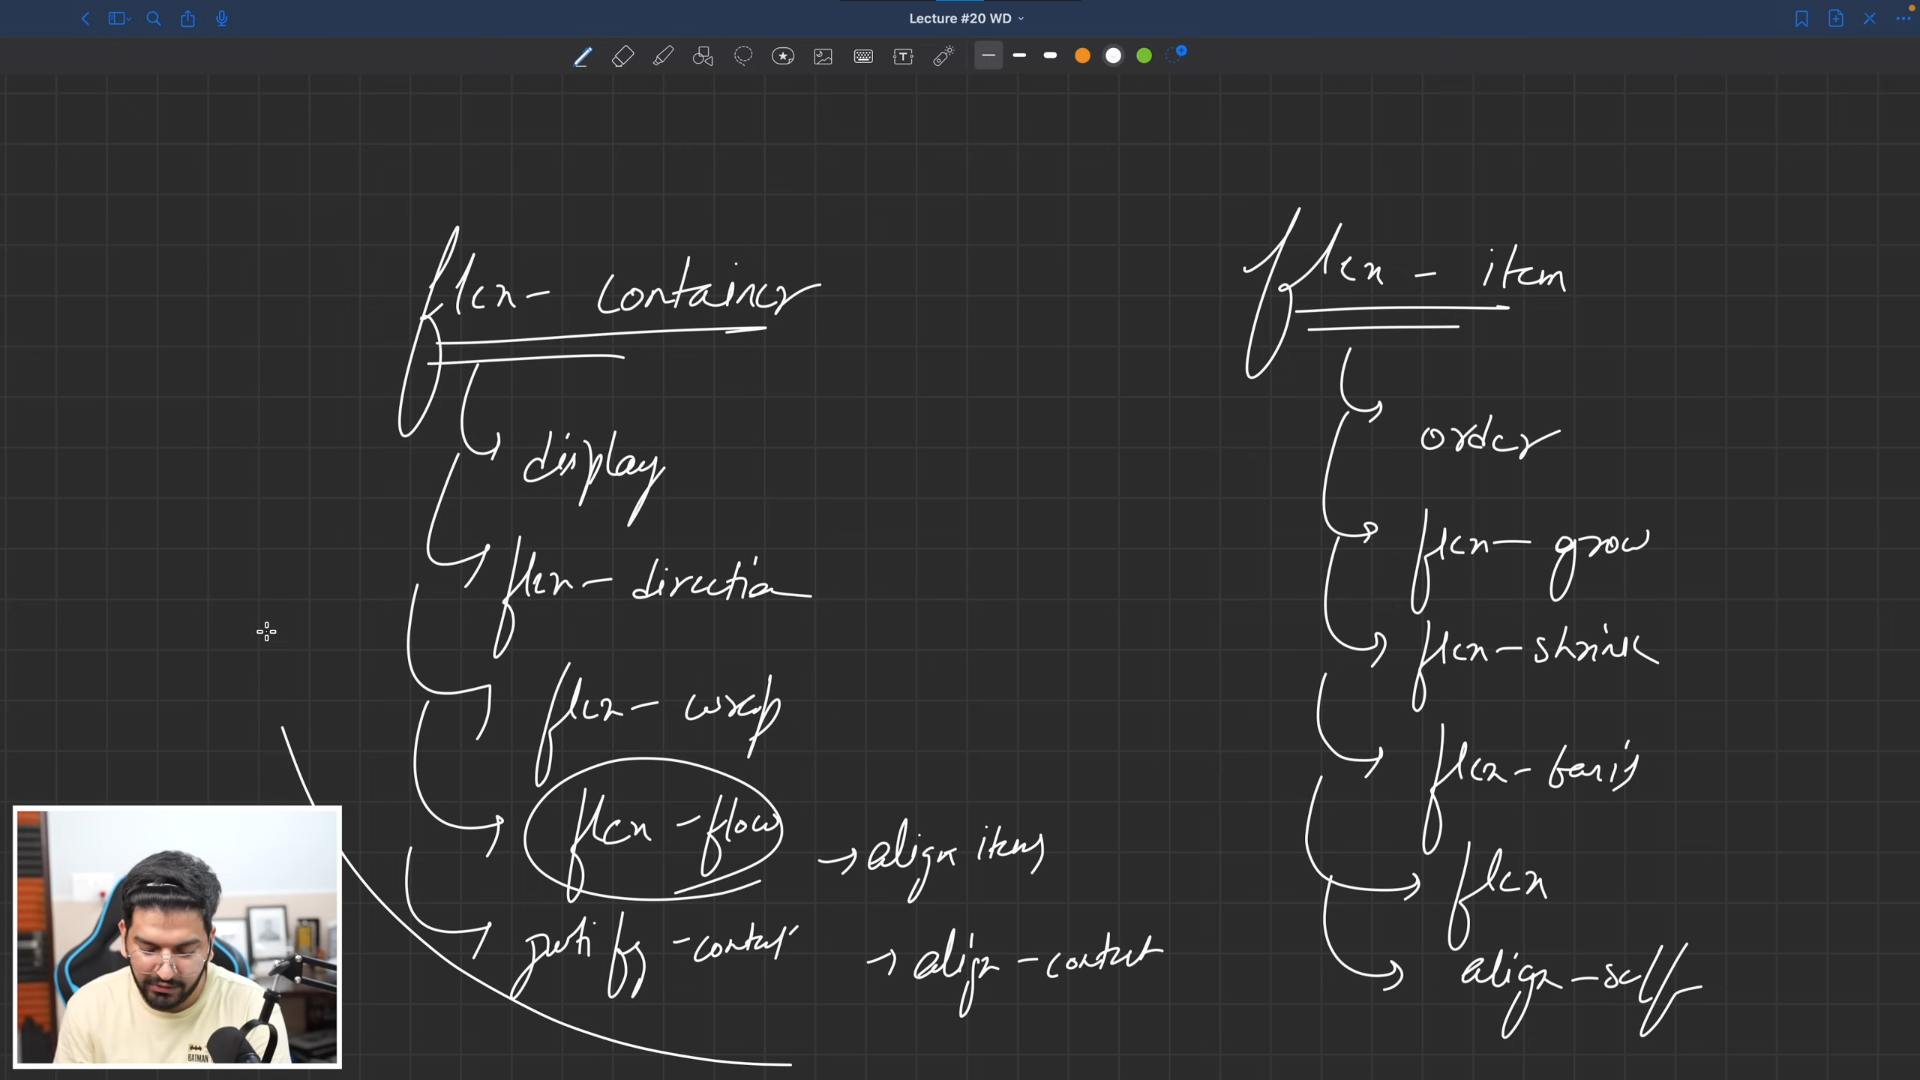 Lecture #20 WD
flex - container
display
flex - direction
flex - wrap
flex - flow
→ align items
justify - content
→ align - content
flex - item
order
flex - grow
flex - shrink
flex - basis
flex
align - self
BATMAN